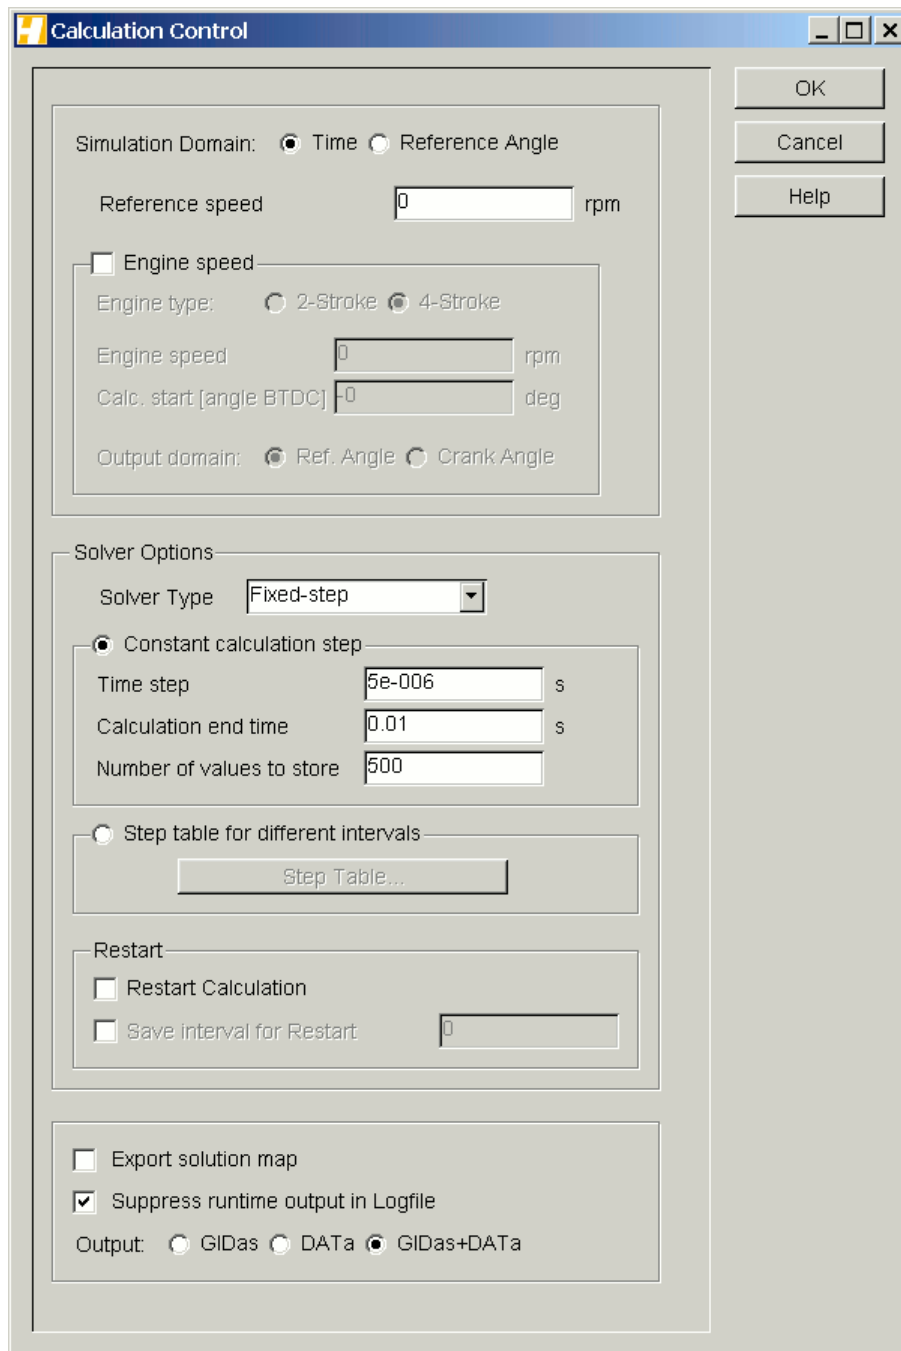 Calculation Control
OK
Simulation Domain: Time Reference Angle
Cancel
Reference speed 0 rpm
Help
Engine speed
Engine type: 2-Stroke 4-Stroke
Engine speed 0 rpm
Calc. start [angle BTDC] -0 deg
Output domain: Ref. Angle Crank Angle
Solver Options
Solver Type Fixed-step
Constant calculation step
Time step 5e-006 s
Calculation end time 0.01 s
Number of values to store 500
Step table for different intervals
Step Table...
Restart
Restart Calculation
Save interval for Restart 0
Export solution map
Suppress runtime output in Logfile
Output: GIDas DATa GIDas+DATa